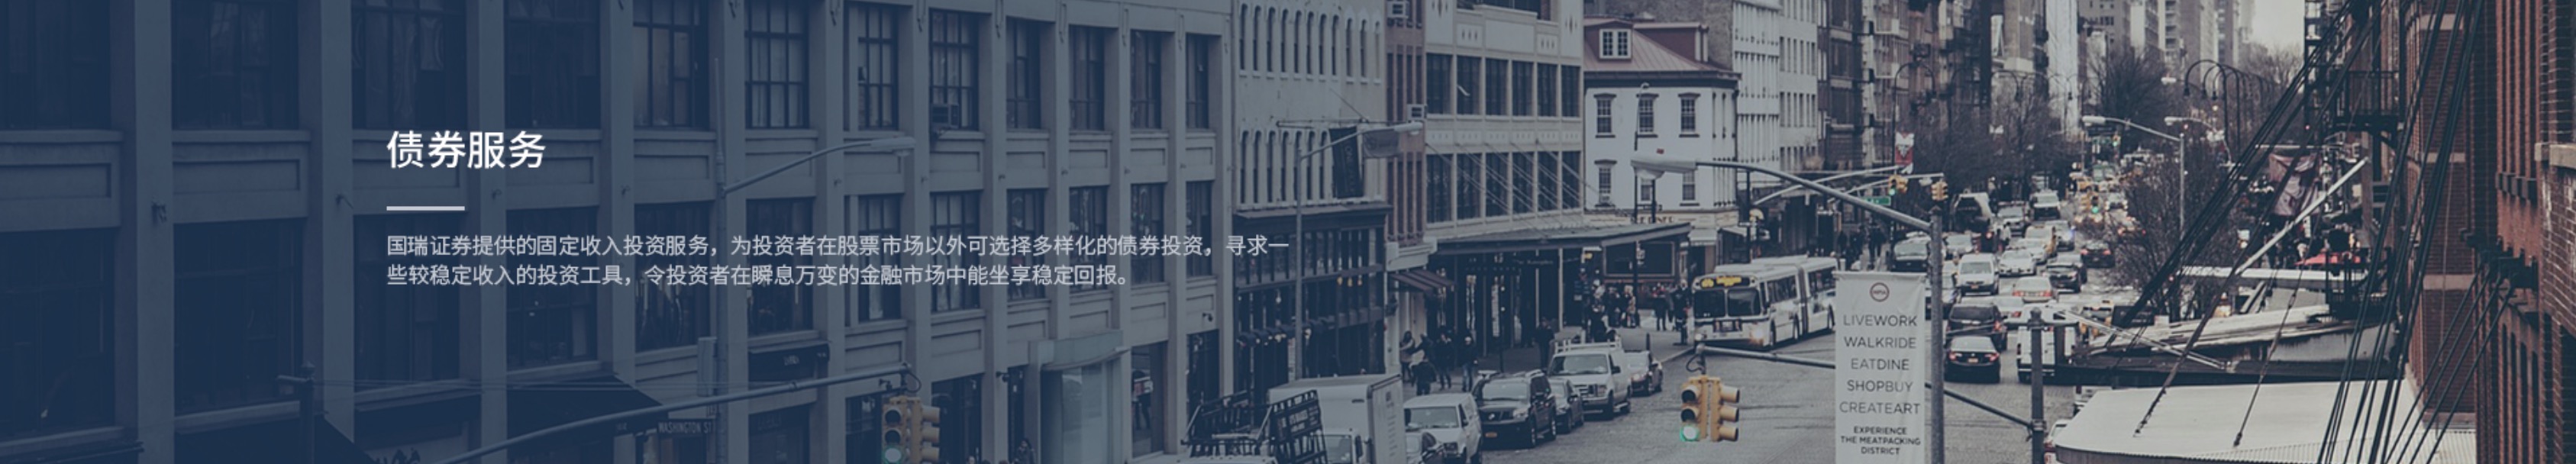 债券服务
国瑞证券提供的固定收入投资服务，为投资者在股票市场以外可选择多样化的债券投资，寻求一
些较稳定收入的投资工具，令投资者在瞬息万变的金融市场中能坐享稳定回报。
WASHINGTON ST
LIVEWORK
WALKRIDE
EATDINE
SHOPBUY
CREATEART
EXPERIENCE
THE MEATPACKING
DISTRICT